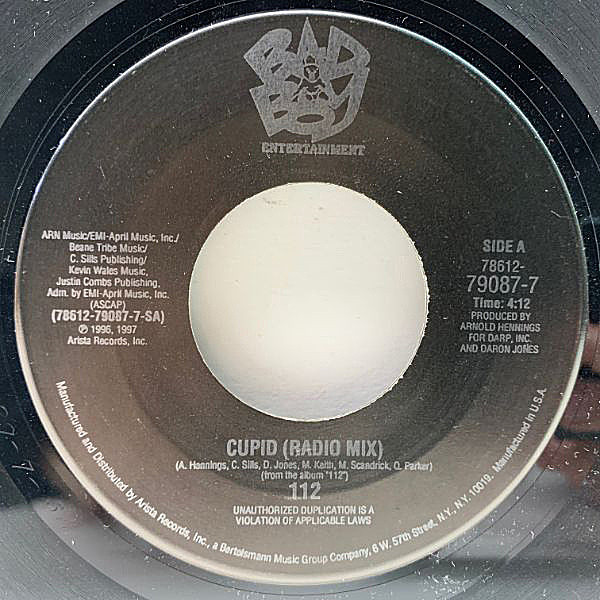 BAD
BOY
ENTERTAINMENT
ARN Music/EMI-April Music, Inc./
Beane Tribe Music/
C. Sills Publishing/
Kevin Wales Music,
Justin Combs Publishing,
Adm. by EMI-April Music, Inc.
(ASCAP)
(78612-79087-7-SA)
℗ 1996, 1997
Arista Records, Inc.
SIDE A
78612-
79087-7
Time: 4:12
PRODUCED BY
ARNOLD HENNINGS
FOR DARP, INC.
AND DARON JONES
CUPID (RADIO MIX)
(A. Hennings, C. Sills, D. Jones, M. Keith, M. Scandrick, Q. Parker)
(from the album "112")
112
UNAUTHORIZED DUPLICATION IS A
VIOLATION OF APPLICABLE LAWS
Manufactured and Distributed by Arista Records, Inc., a Bertelsmann Music Group Company, 6 W. 57th Street, N.Y., N.Y. 10019. Manufactured in U.S.A.